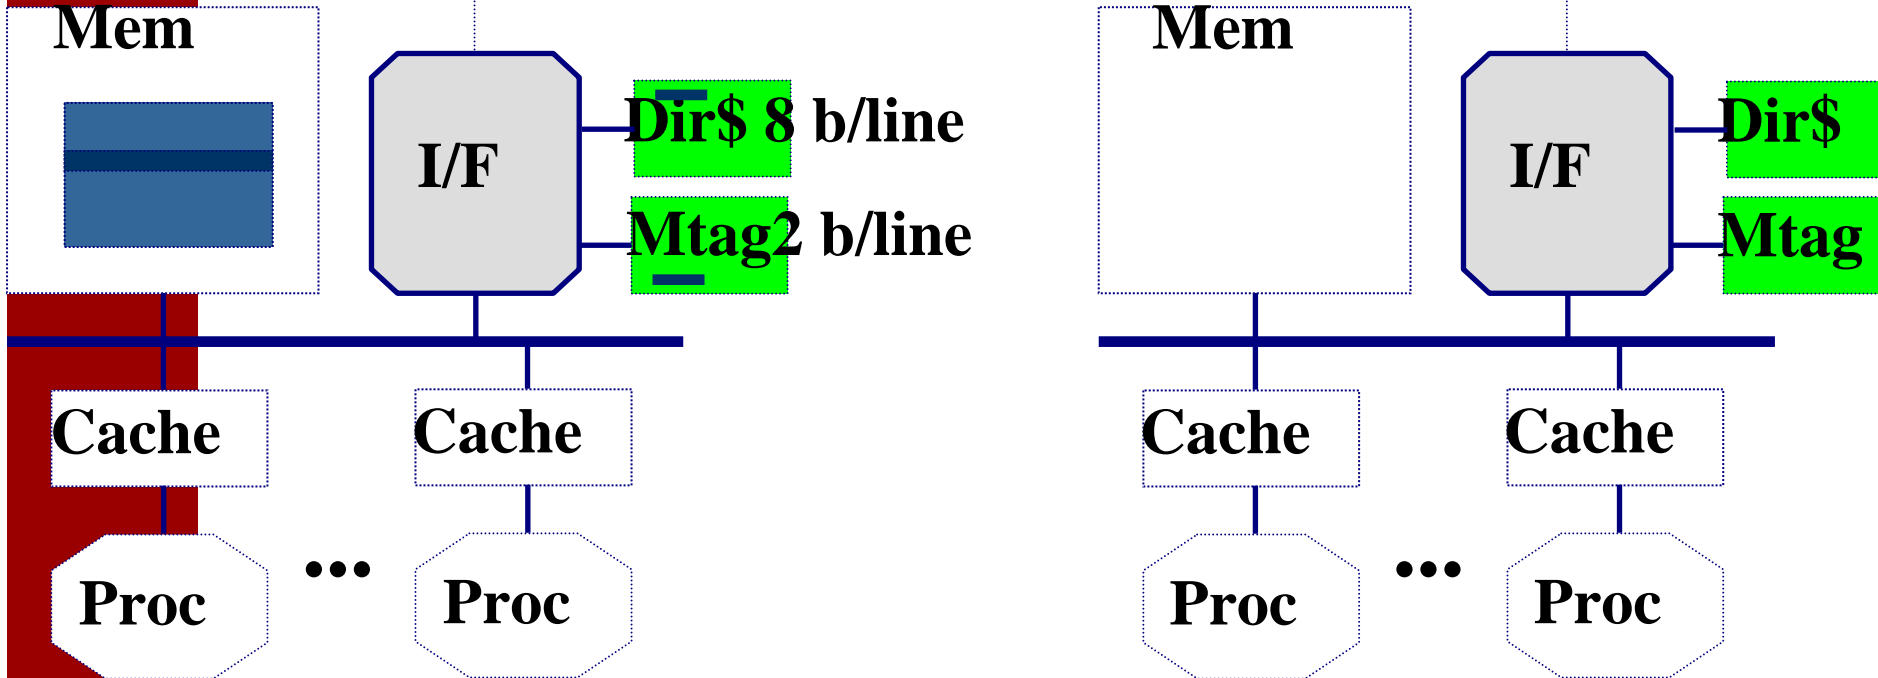 Mem
I/F
Dir$ 8 b/line
Mtag2 b/line
Cache
Cache
Proc
•••
Proc
Mem
I/F
Dir$
Mtag
Cache
Cache
Proc
•••
Proc